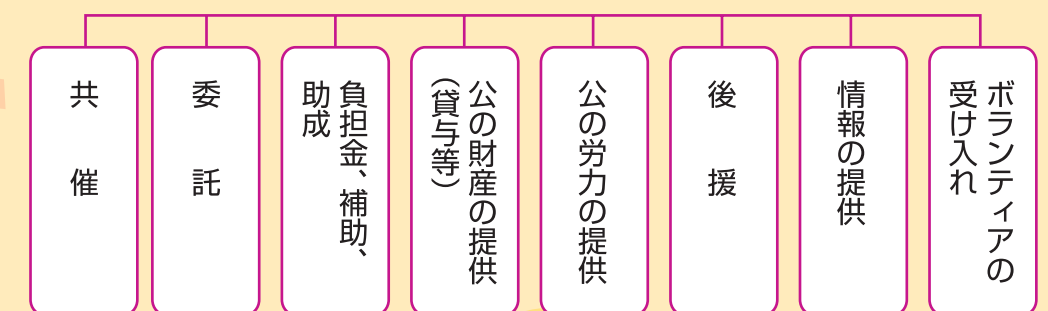 共催
委託
負担金、補助、
助成
公の財産の提供
（貸与等）
公の労力の提供
後援
情報の提供
ボランティアの
受け入れ